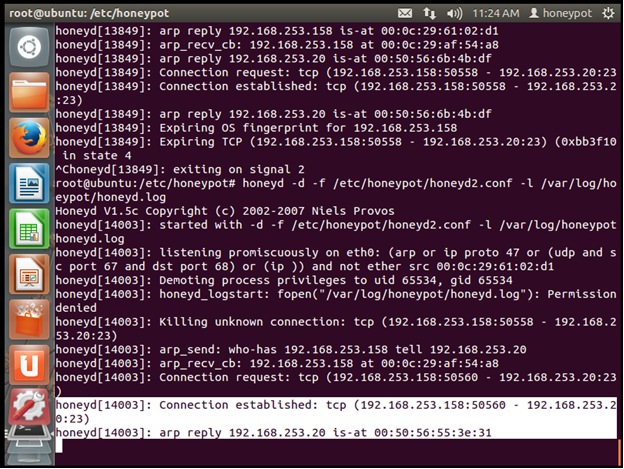 root@ubuntu: /etc/honeypot
11:24 AM
honeypot
honeyd[13849]: arp reply 192.168.253.158 is-at 00:0c:29:61:02:d1
honeyd[13849]: arp_recv_cb: 192.168.253.158 at 00:0c:29:af:54:a8
honeyd[13849]: arp reply 192.168.253.20 is-at 00:50:56:6b:4b:df
honeyd[13849]: Connection request: tcp (192.168.253.158:50558 - 192.168.253.20:23
honeyd[13849]: Connection established: tcp (192.168.253.158:50558 - 192.168.253.2
:23)
honeyd[13849]: arp reply 192.168.253.20 is-at 00:50:56:6b:4b:df
honeyd[13849]: Expiring OS fingerprint for 192.168.253.158
honeyd[13849]: Expiring TCP (192.168.253.158:50558 - 192.168.253.20:23) (0xbb3f10
 in state 4
^Choneyd[13849]: exiting on signal 2
root@ubuntu:/etc/honeypot# honeyd -d -f /etc/honeypot/honeyd2.conf -l /var/log/ho
eypot/honeyd.log
Honeyd V1.5c Copyright (c) 2002-2007 Niels Provos
honeyd[14003]: started with -d -f /etc/honeypot/honeyd2.conf -l /var/log/honeypot
honeyd.log
honeyd[14003]: listening promiscuously on eth0: (arp or ip proto 47 or (udp and s
c port 67 and dst port 68) or (ip )) and not ether src 00:0c:29:61:02:d1
honeyd[14003]: Demoting process privileges to uid 65534, gid 65534
honeyd[14003]: honeyd_logstart: fopen("/var/log/honeypot/honeyd.log"): Permission
denied
honeyd[14003]: Killing unknown connection: tcp (192.168.253.158:50558 - 192.168.2
53.20:23)
honeyd[14003]: arp_send: who-has 192.168.253.158 tell 192.168.253.20
honeyd[14003]: arp_recv_cb: 192.168.253.158 at 00:0c:29:af:54:a8
honeyd[14003]: Connection request: tcp (192.168.253.158:50560 - 192.168.253.20:23
)
honeyd[14003]: Connection established: tcp (192.168.253.158:50560 - 192.168.253.2
0:23)
honeyd[14003]: arp reply 192.168.253.20 is-at 00:50:56:55:3e:31